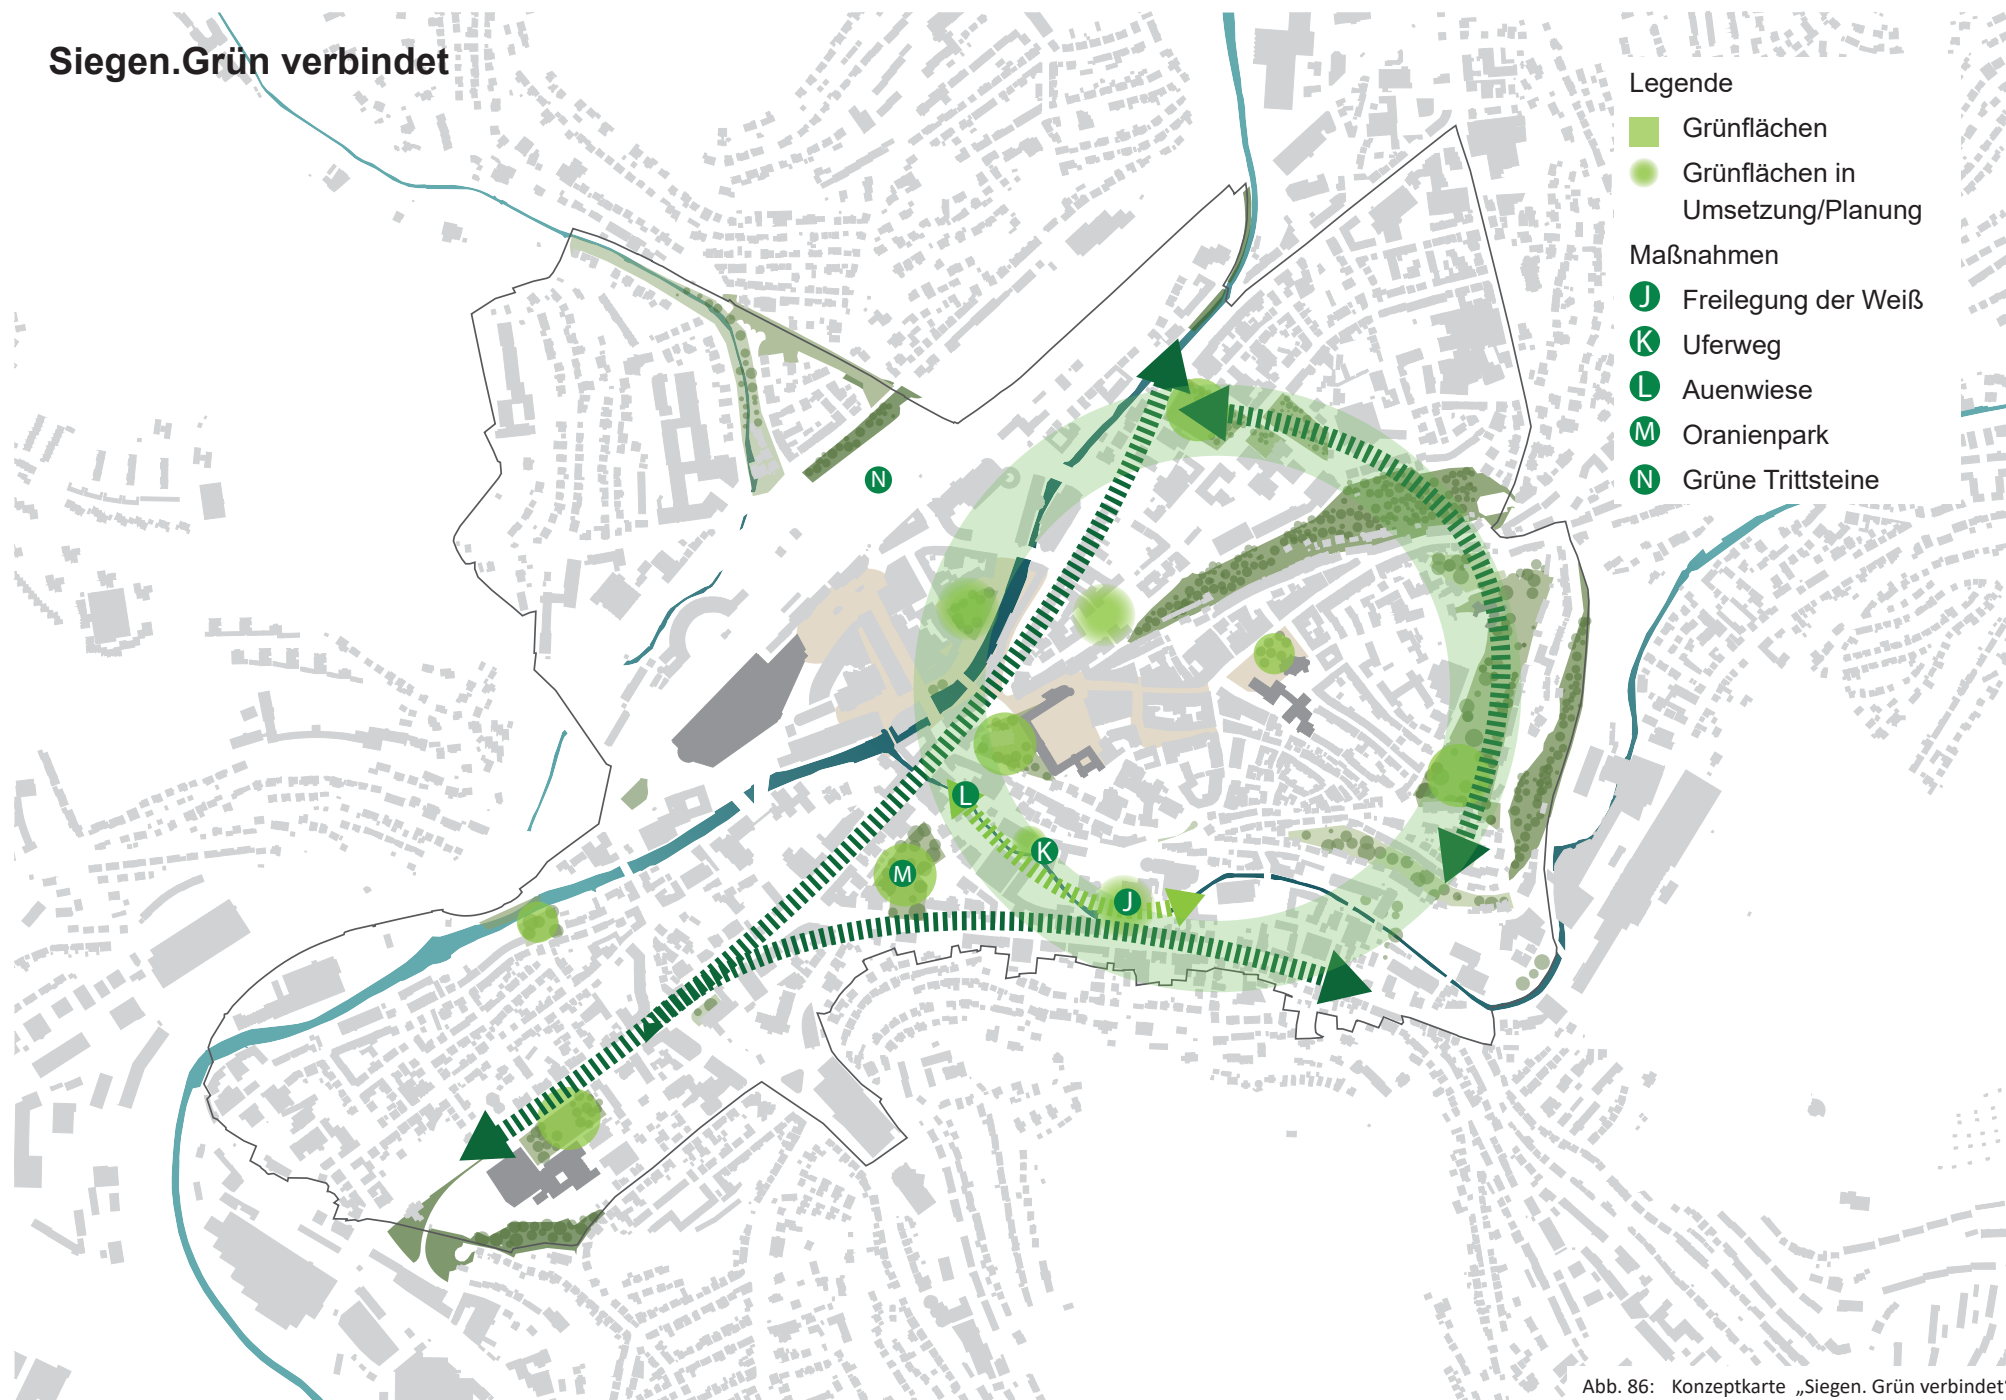 Siegen.Grün verbindet
Legende
Grünflächen
Grünflächen in
Umsetzung/Planung
Maßnahmen
J Freilegung der Weiß
K Uferweg
L Auenwiese
M Oranienpark
N Grüne Trittsteine
N
L
K
M
J
Abb. 86: Konzeptkarte „Siegen. Grün verbindet“